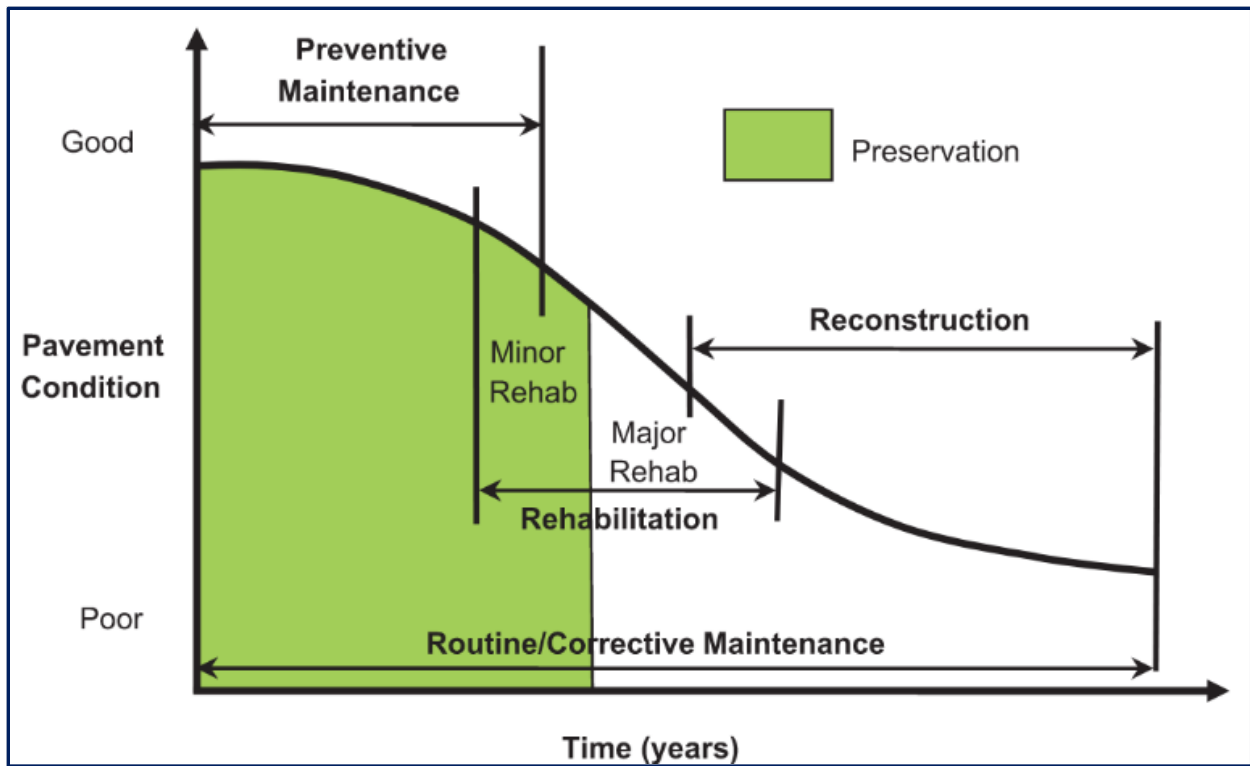 Preventive
Maintenance
Good
Preservation
Reconstruction
Pavement
Condition
Minor
Rehab
Major
Rehab
Rehabilitation
Poor
Routine/Corrective Maintenance
Time (years)